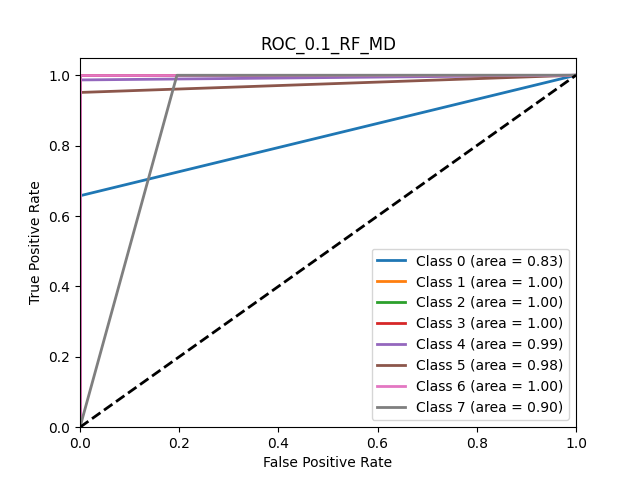 ROC_0.1_RF_MD
1.0
0.8
0.6
0.4
0.2
0.0
True Positive Rate
0.0 0.2 0.4 0.6 0.8 1.0
False Positive Rate
Class 0 (area = 0.83)
Class 1 (area = 1.00)
Class 2 (area = 1.00)
Class 3 (area = 1.00)
Class 4 (area = 0.99)
Class 5 (area = 0.98)
Class 6 (area = 1.00)
Class 7 (area = 0.90)